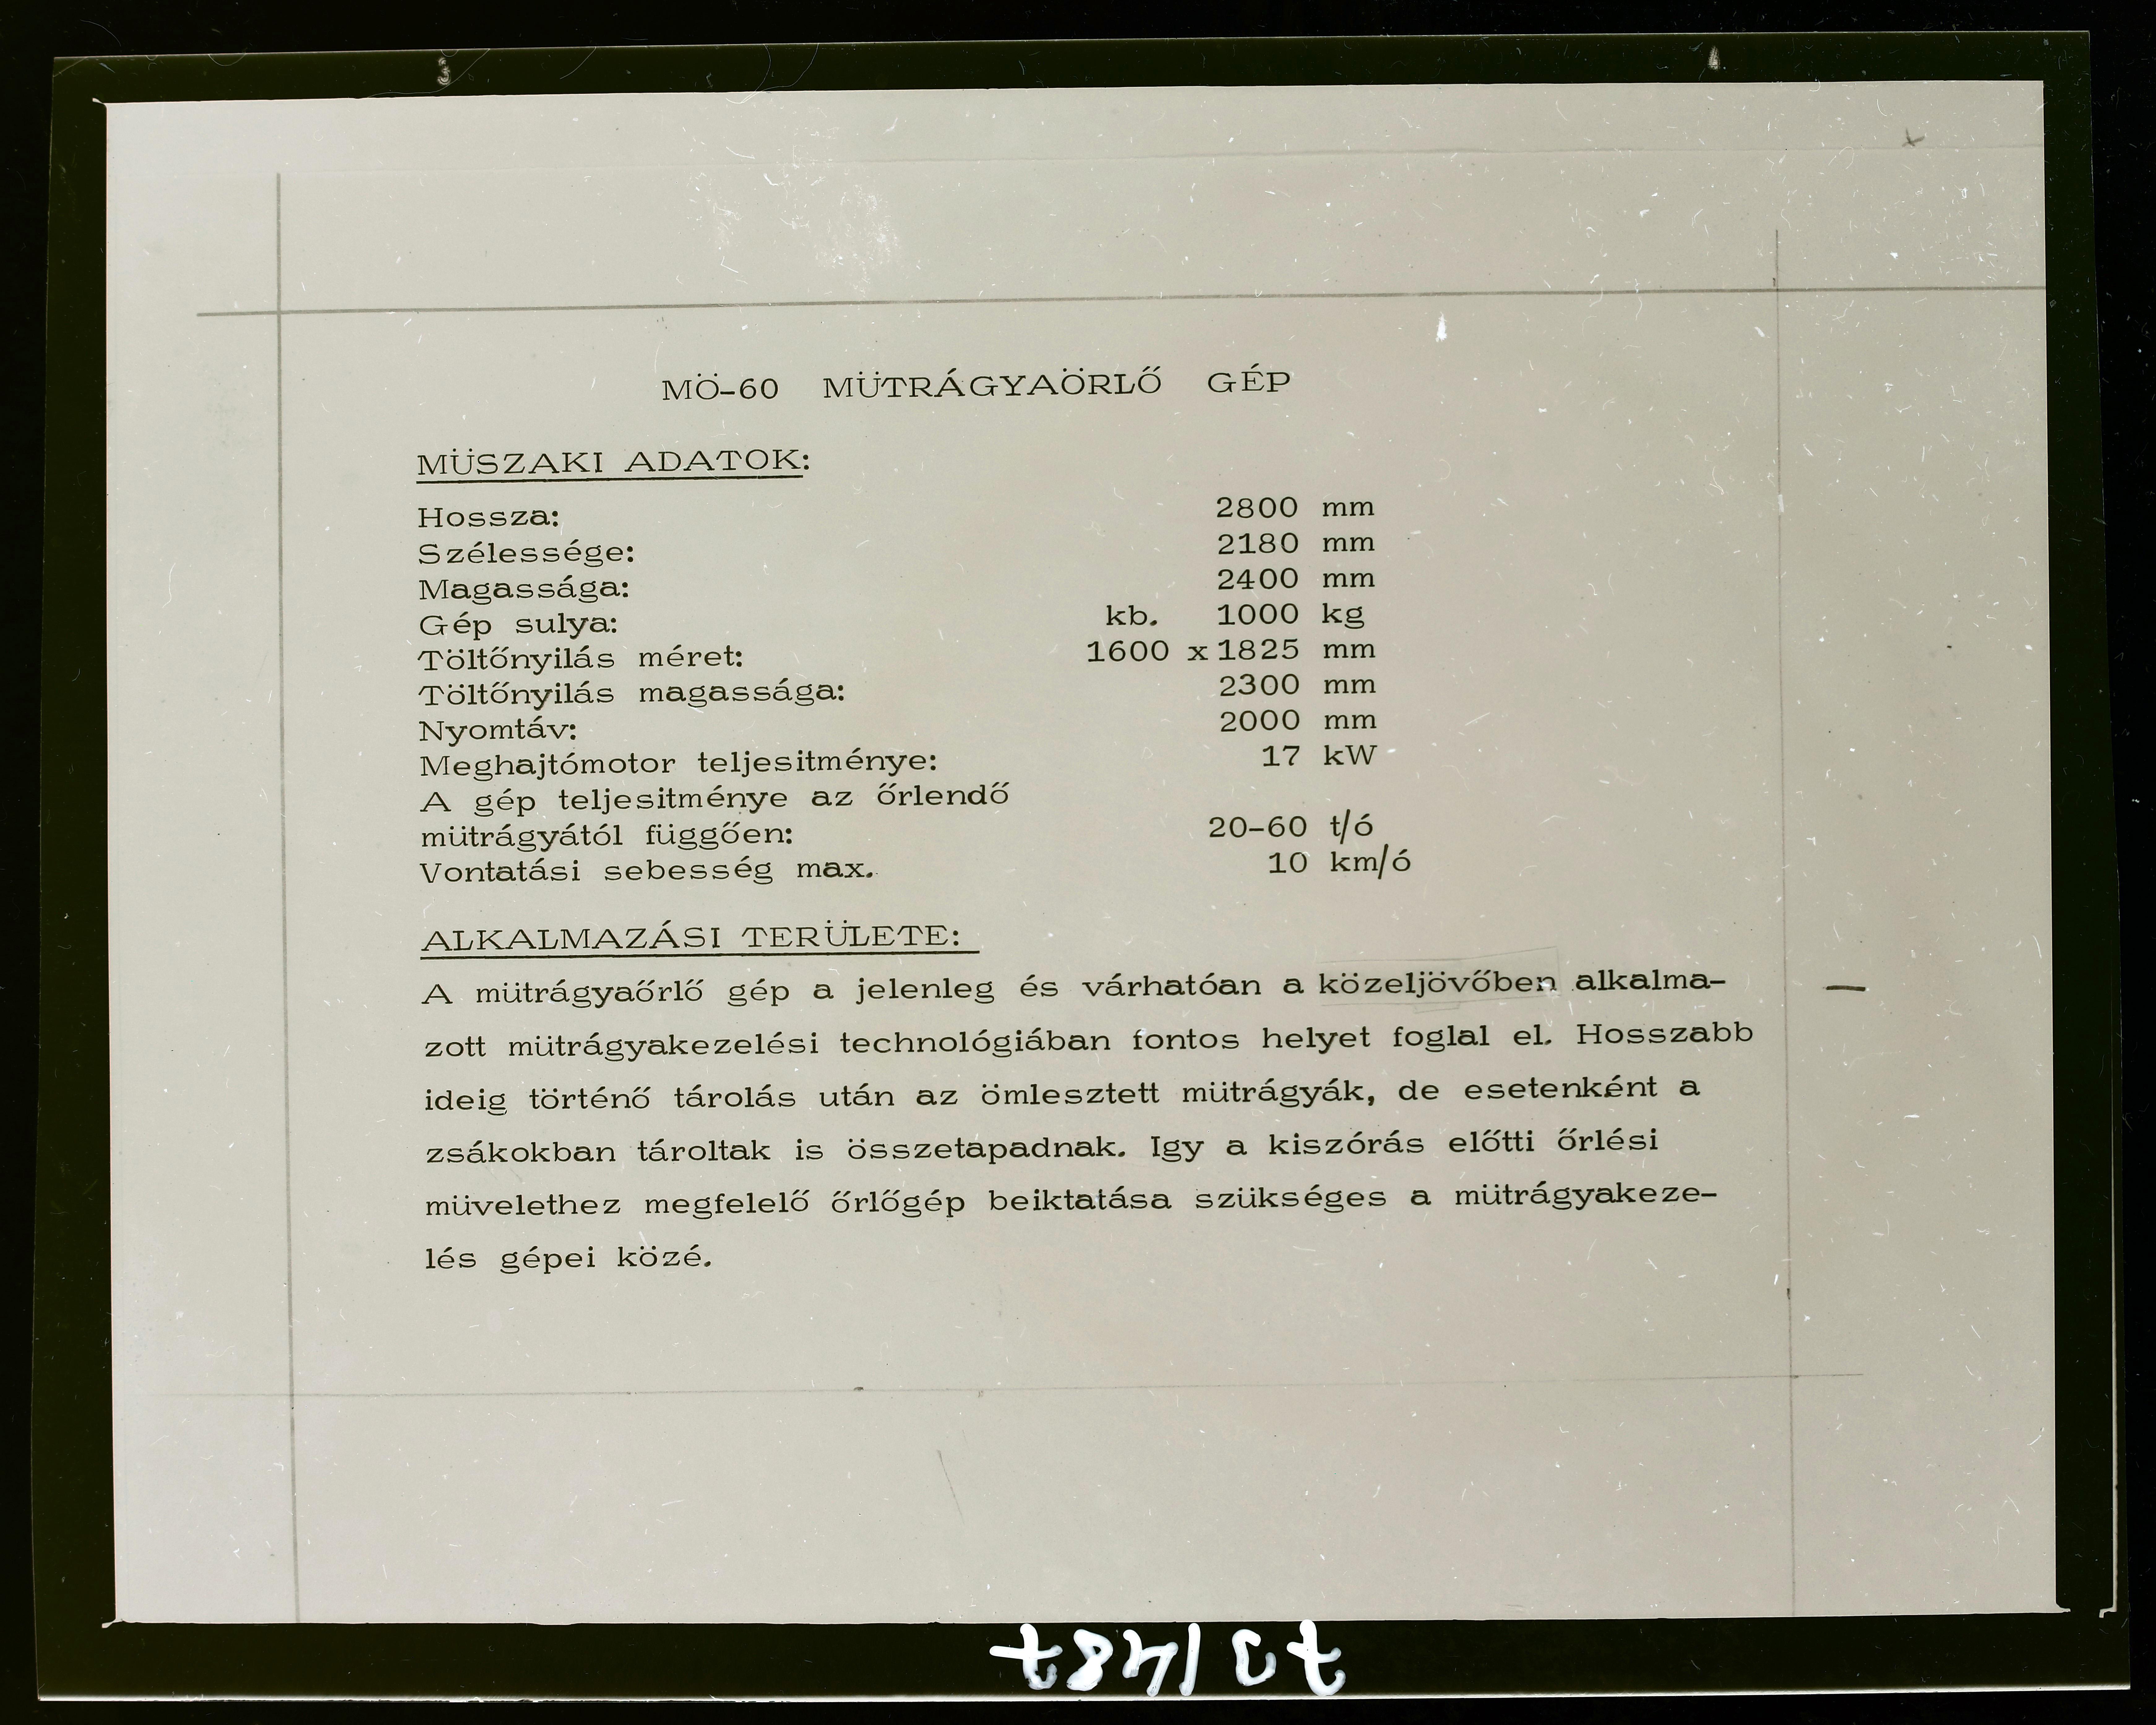 3 4
MÖ-60 MÜTRÁGYAÖRLŐ GÉP
MÜSZAKI ADATOK:
Hossza: 2800 mm
Szélessége: 2180 mm
Magassága: 2400 mm
Gép sulya: kb. 1000 kg
Töltőnyilás méret: 1600 x 1825 mm
Töltőnyilás magassága: 2300 mm
Nyomtáv: 2000 mm
Meghajtómotor teljesitménye: 17 kW
A gép teljesitménye az őrlendő
mütrágyától függően: 20-60 t/ó
Vontatási sebesség max. 10 km/ó
ALKALMAZÁSI TERÜLETE:
A mütrágyaőrlő gép a jelenleg és várhatóan a közeljövőben alkalma-
zott mütrágyakezelési technológiában fontos helyet foglal el. Hosszabb
ideig történő tárolás után az ömlesztett mütrágyák, de esetenként a
zsákokban tároltak is összetapadnak. Igy a kiszórás előtti őrlési
müvelethez megfelelő őrlőgép beiktatása szükséges a mütrágyakeze-
lés gépei közé.
73/487